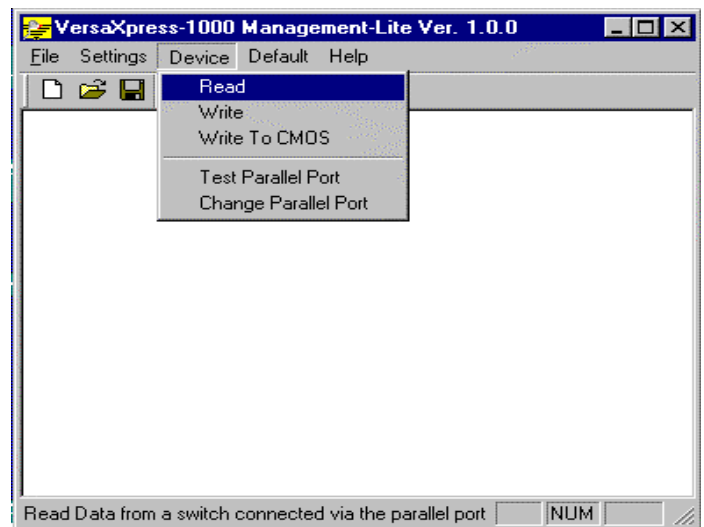 VersaXpress-1000 Management-Lite Ver. 1.0.0
File Settings Device Default Help
Read
Write
Write To CMOS
Test Parallel Port
Change Parallel Port
Read Data from a switch connected via the parallel port NUM